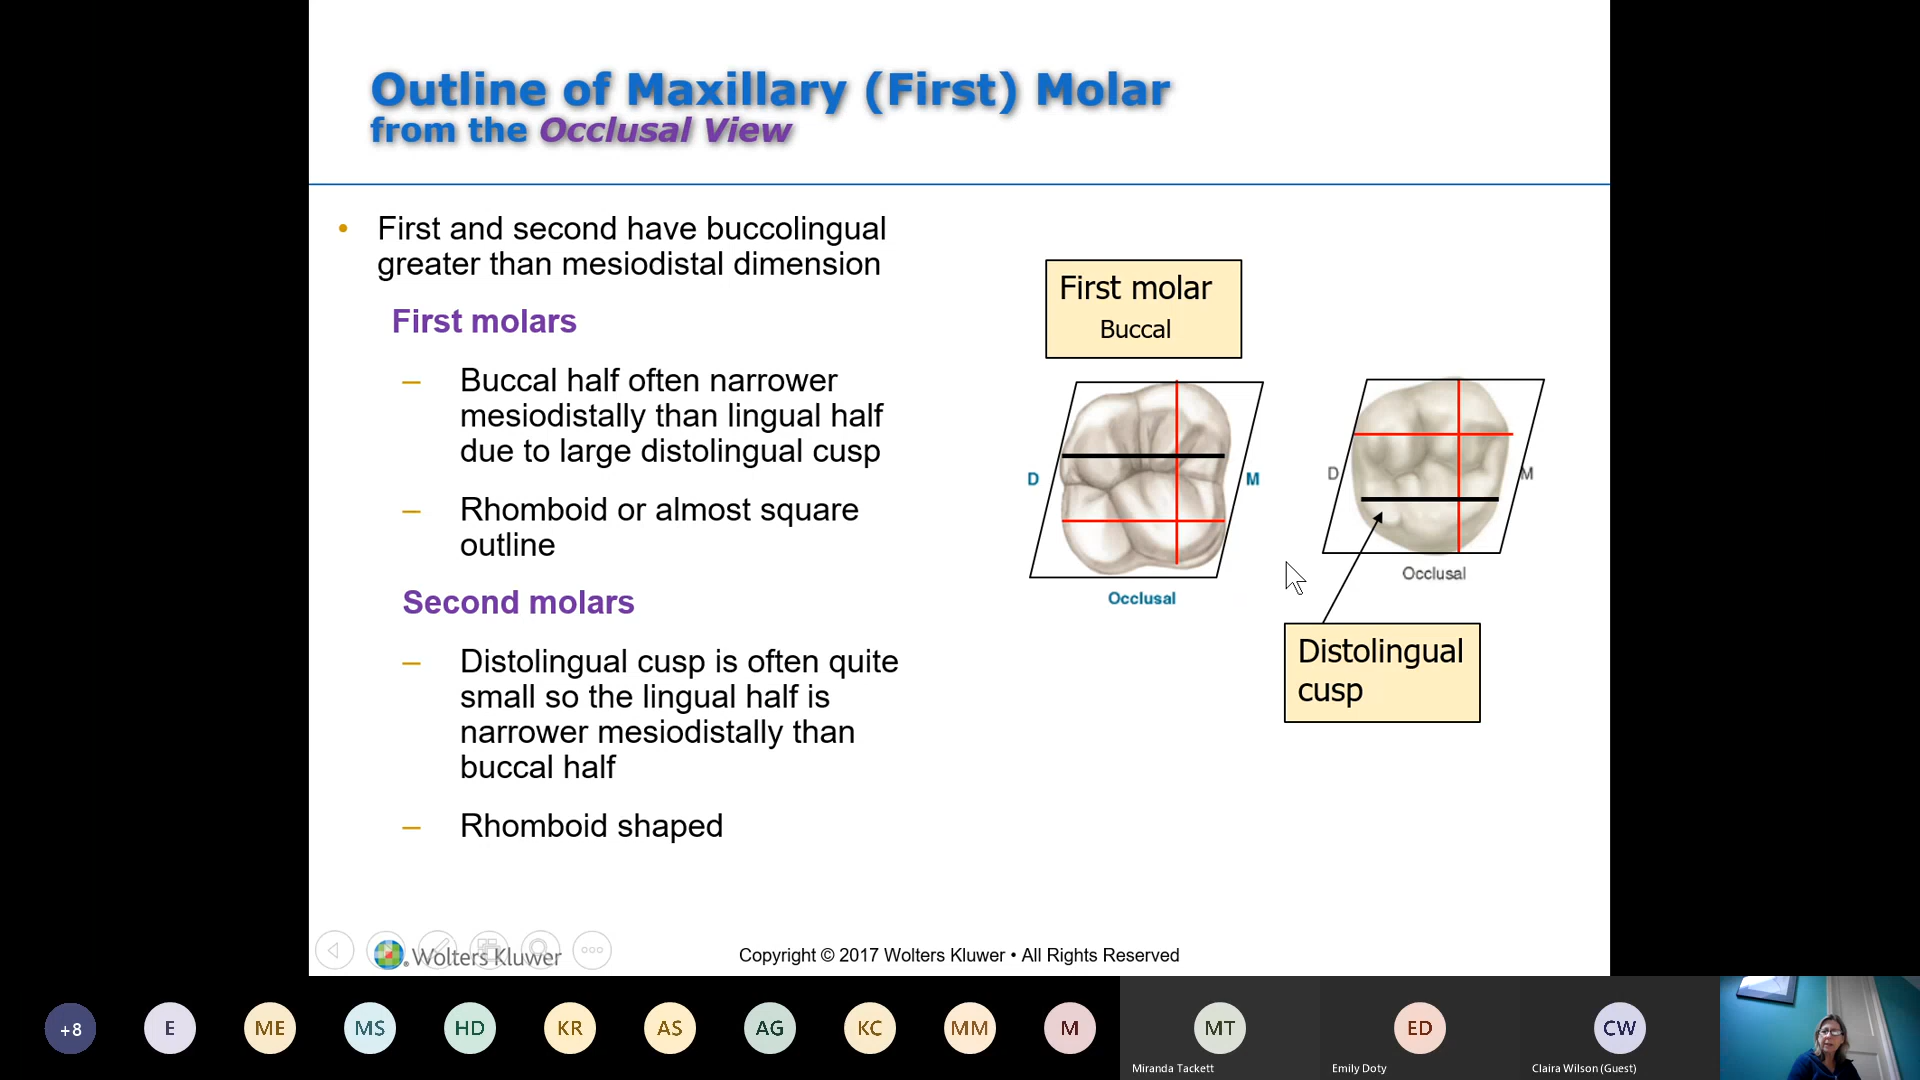 Outline of Maxillary (First) Molar
from the Occlusal View
• First and second have buccolingual
greater than mesiodistal dimension
First molars
– Buccal half often narrower
mesiodistally than lingual half
due to large distolingual cusp
– Rhomboid or almost square
outline
Second molars
– Distolingual cusp is often quite
small so the lingual half is
narrower mesiodistally than
buccal half
– Rhomboid shaped
First molar
Buccal
D
M
Occlusal
D
M
Occlusal
Distolingual
cusp
Wolters Kluwer
Copyright © 2017 Wolters Kluwer • All Rights Reserved
+8
E
ME
MS
HD
KR
AS
AG
KC
MM
M
MT
Miranda Tackett
ED
Emily Doty
CW
Claira Wilson (Guest)